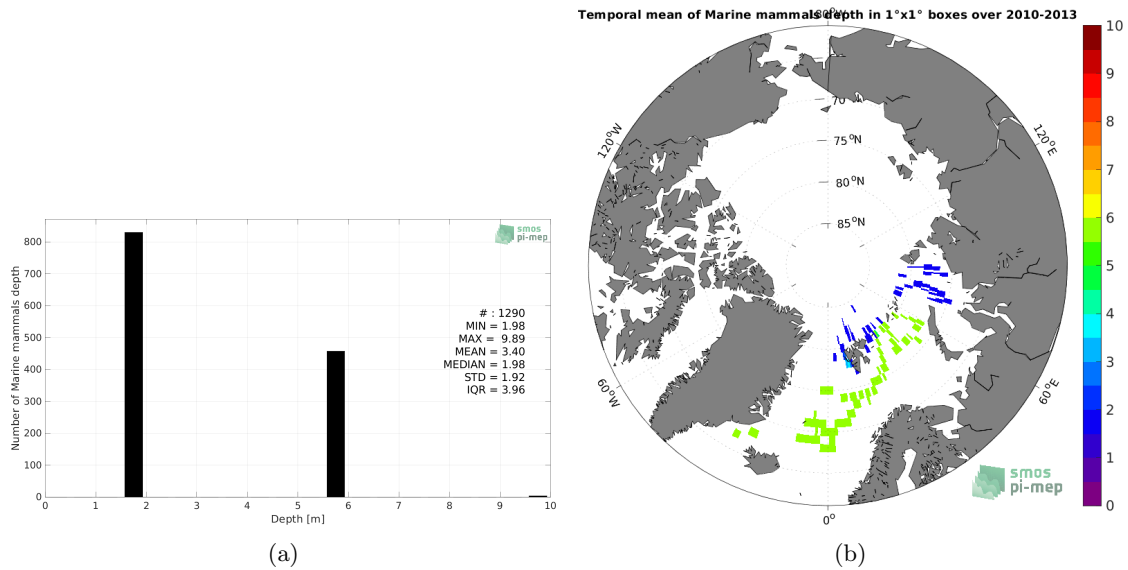 Temporal mean of Marine mammals depth in 1°x1° boxes over 2010-2013
180°W
120°W
120°E
70°N
75°N
80°N
85°N
60°W
60°E
0°
10
9
8
7
6
5
4
3
2
1
0
smos
pi-mep
Number of Marine mammals depth
800
700
600
500
400
300
200
100
0
smos
pi-mep
# : 1290
MIN = 1.98
MAX = 9.89
MEAN = 3.40
MEDIAN = 1.98
STD = 1.92
IQR = 3.96
0 1 2 3 4 5 6 7 8 9 10
Depth [m]
(a)
(b)